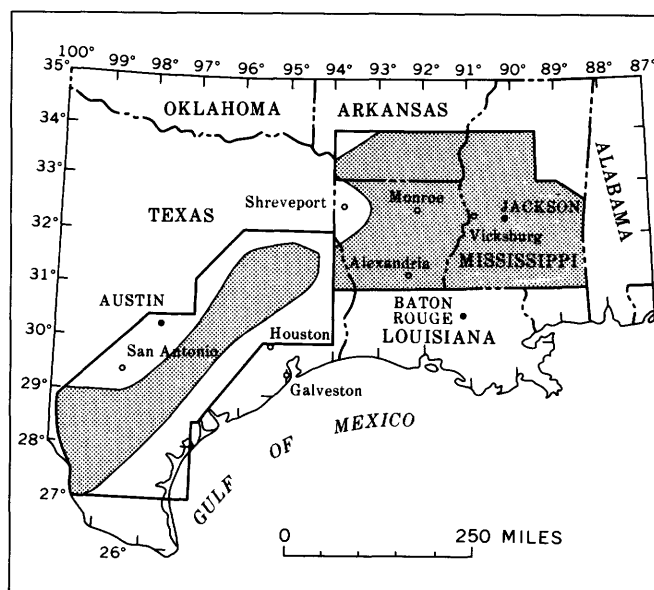 100° 99° 98° 97° 96° 95° 94° 93° 92° 91° 90° 89° 88° 87°
35°
OKLAHOMA ARKANSAS
34°
33°
Shreveport Monroe JACKSON
ALABAMA
32°
TEXAS Vicksburg
31°
Alexandria MISSISSIPPI
AUSTIN BATON
30°
ROUGE
Houston LOUISIANA
San Antonio
29°
Galveston
28°
GULF OF MEXICO
27°
26°
0 250 MILES